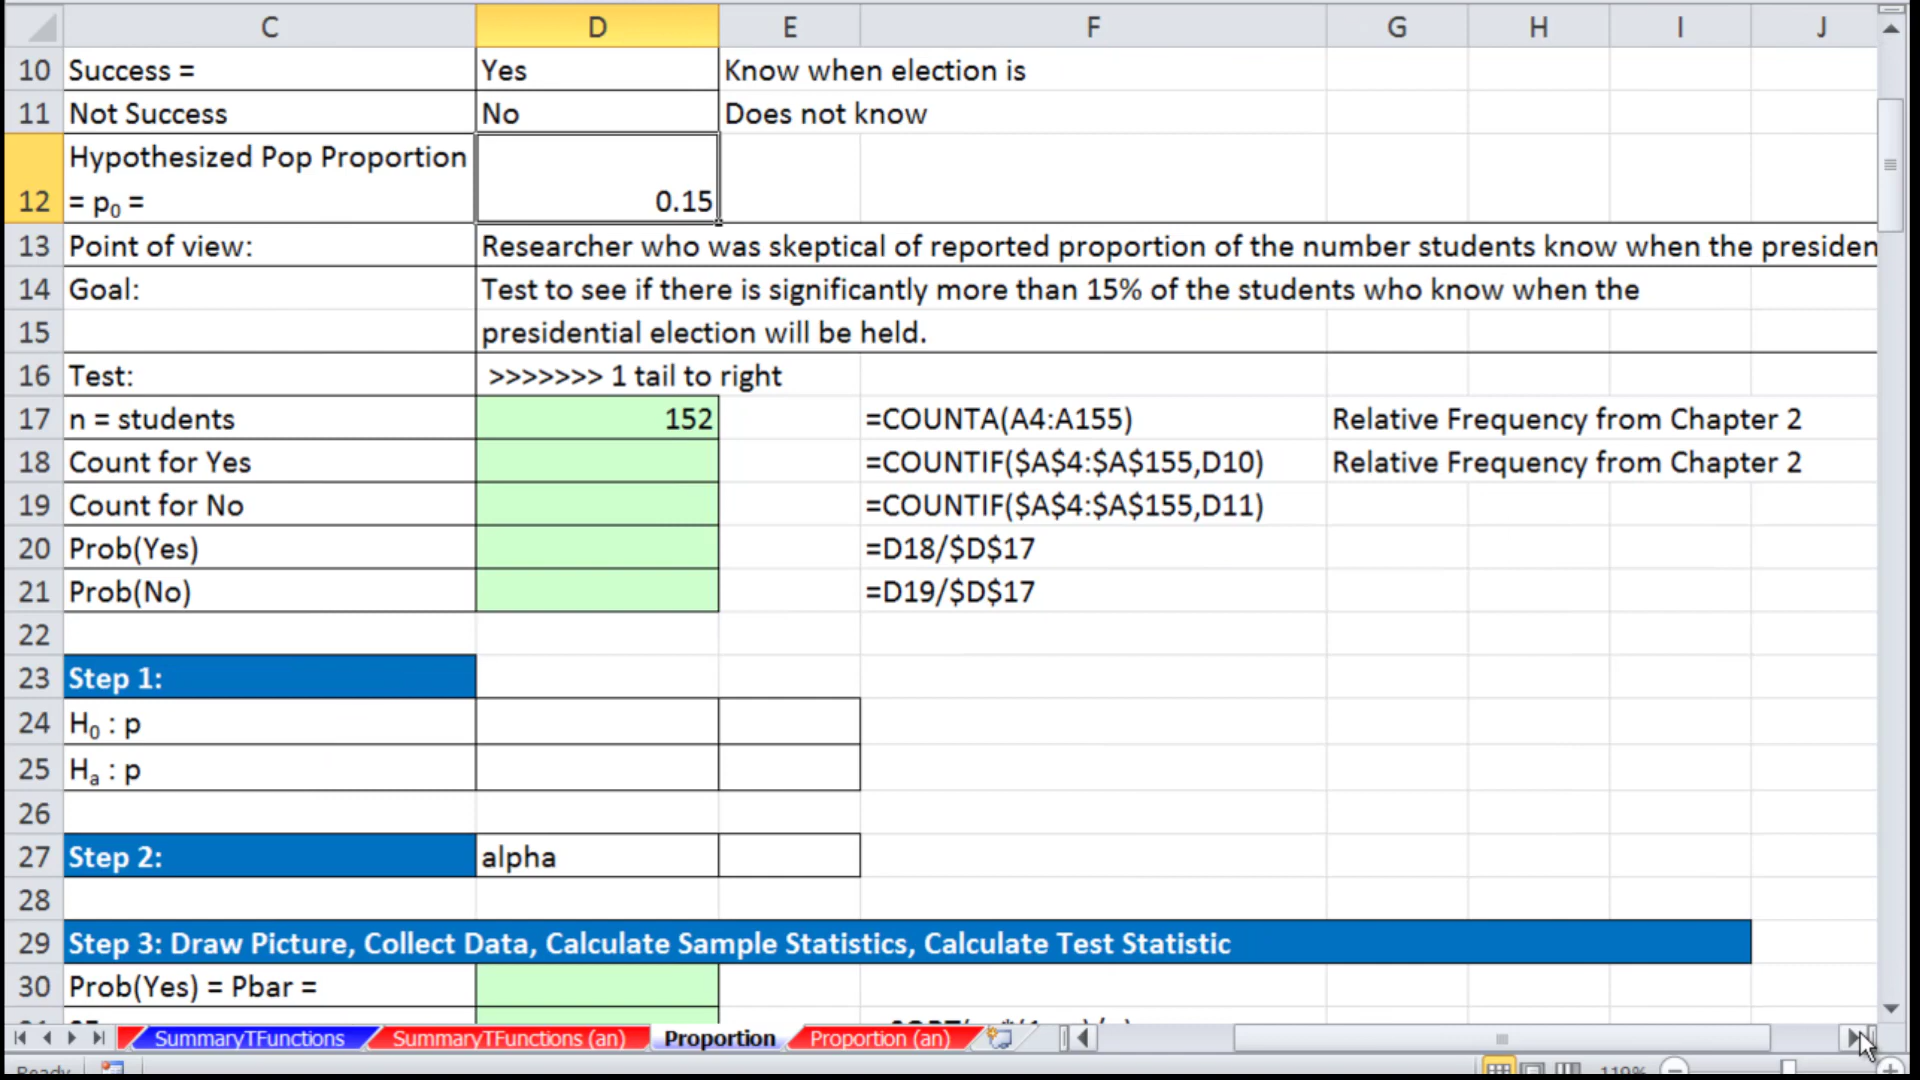 C D E F G H I J
10 Success = Yes Know when election is
11 Not Success No Does not know
Hypothesized Pop Proportion
12 = p₀ = 0.15
13 Point of view: Researcher who was skeptical of reported proportion of the number students know when the presiden
14 Goal: Test to see if there is significantly more than 15% of the students who know when the
15 presidential election will be held.
16 Test: >>>>>>> 1 tail to right
17 n = students 152 =COUNTA(A4:A155) Relative Frequency from Chapter 2
18 Count for Yes =COUNTIF($A$4:$A$155,D10) Relative Frequency from Chapter 2
19 Count for No =COUNTIF($A$4:$A$155,D11)
20 Prob(Yes) =D18/$D$17
21 Prob(No) =D19/$D$17
22
23 Step 1:
24 H₀ : p
25 Hₐ : p
26
27 Step 2: alpha
28
29 Step 3: Draw Picture, Collect Data, Calculate Sample Statistics, Calculate Test Statistic
30 Prob(Yes) = Pbar =
SummaryTFunctions SummaryTFunctions (an) Proportion Proportion (an)
Ready 119%